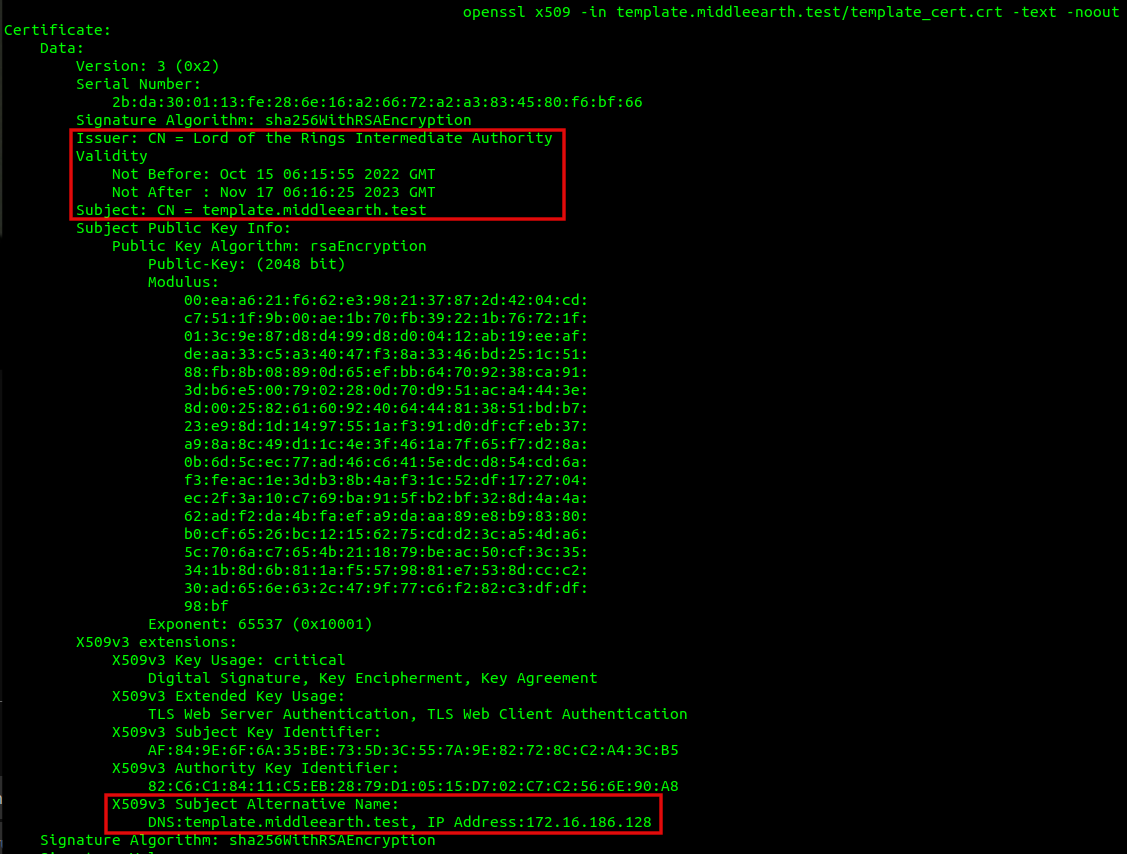 openssl x509 -in template.middleearth.test/template_cert.crt -text -noout
Certificate:
Data:
Version: 3 (0x2)
Serial Number:
2b:da:30:01:13:fe:28:6e:16:a2:66:72:a2:a3:83:45:80:f6:bf:66
Signature Algorithm: sha256WithRSAEncryption
Issuer: CN = Lord of the Rings Intermediate Authority
Validity
Not Before: Oct 15 06:15:55 2022 GMT
Not After : Nov 17 06:16:25 2023 GMT
Subject: CN = template.middleearth.test
Subject Public Key Info:
Public Key Algorithm: rsaEncryption
Public-Key: (2048 bit)
Modulus:
00:ea:a6:21:f6:62:e3:98:21:37:87:2d:42:04:cd:
c7:51:1f:9b:00:ae:1b:70:fb:39:22:1b:76:72:1f:
01:3c:9e:87:d8:d4:99:d8:d0:04:12:ab:19:ee:af:
de:aa:33:c5:a3:40:47:f3:8a:33:46:bd:25:1c:51:
88:fb:8b:08:89:0d:65:ef:bb:64:70:92:38:ca:91:
3d:b6:e5:00:79:02:28:0d:70:d9:51:ac:a4:44:3e:
8d:00:25:82:61:60:92:40:64:44:81:38:51:bd:b7:
23:e9:8d:1d:14:97:55:1a:f3:91:d0:df:cf:eb:37:
a9:8a:8c:49:d1:1c:4e:3f:46:1a:7f:65:f7:d2:8a:
0b:6d:5c:ec:77:ad:46:c6:41:5e:dc:d8:54:cd:6a:
f3:fe:ac:1e:3d:b3:8b:4a:f3:1c:52:df:17:27:04:
ec:2f:3a:10:c7:69:ba:91:5f:b2:bf:32:8d:4a:4a:
62:ad:f2:da:4b:fa:ef:a9:da:aa:89:e8:b9:83:80:
b0:cf:65:26:bc:12:15:62:75:cd:d2:3c:a5:4d:a6:
5c:70:6a:c7:65:4b:21:18:79:be:ac:50:cf:3c:35:
34:1b:8d:6b:81:1a:f5:57:98:81:e7:53:8d:cc:c2:
30:ad:65:6e:63:2c:47:9f:77:c6:f2:82:c3:df:df:
98:bf
Exponent: 65537 (0x10001)
X509v3 extensions:
X509v3 Key Usage: critical
Digital Signature, Key Encipherment, Key Agreement
X509v3 Extended Key Usage:
TLS Web Server Authentication, TLS Web Client Authentication
X509v3 Subject Key Identifier:
AF:84:9E:6F:6A:35:BE:73:5D:3C:55:7A:9E:82:72:8C:C2:A4:3C:B5
X509v3 Authority Key Identifier:
82:C6:C1:84:11:C5:EB:28:79:D1:05:15:D7:02:C7:C2:56:6E:90:A8
X509v3 Subject Alternative Name:
DNS:template.middleearth.test, IP Address:172.16.186.128
Signature Algorithm: sha256WithRSAEncryption